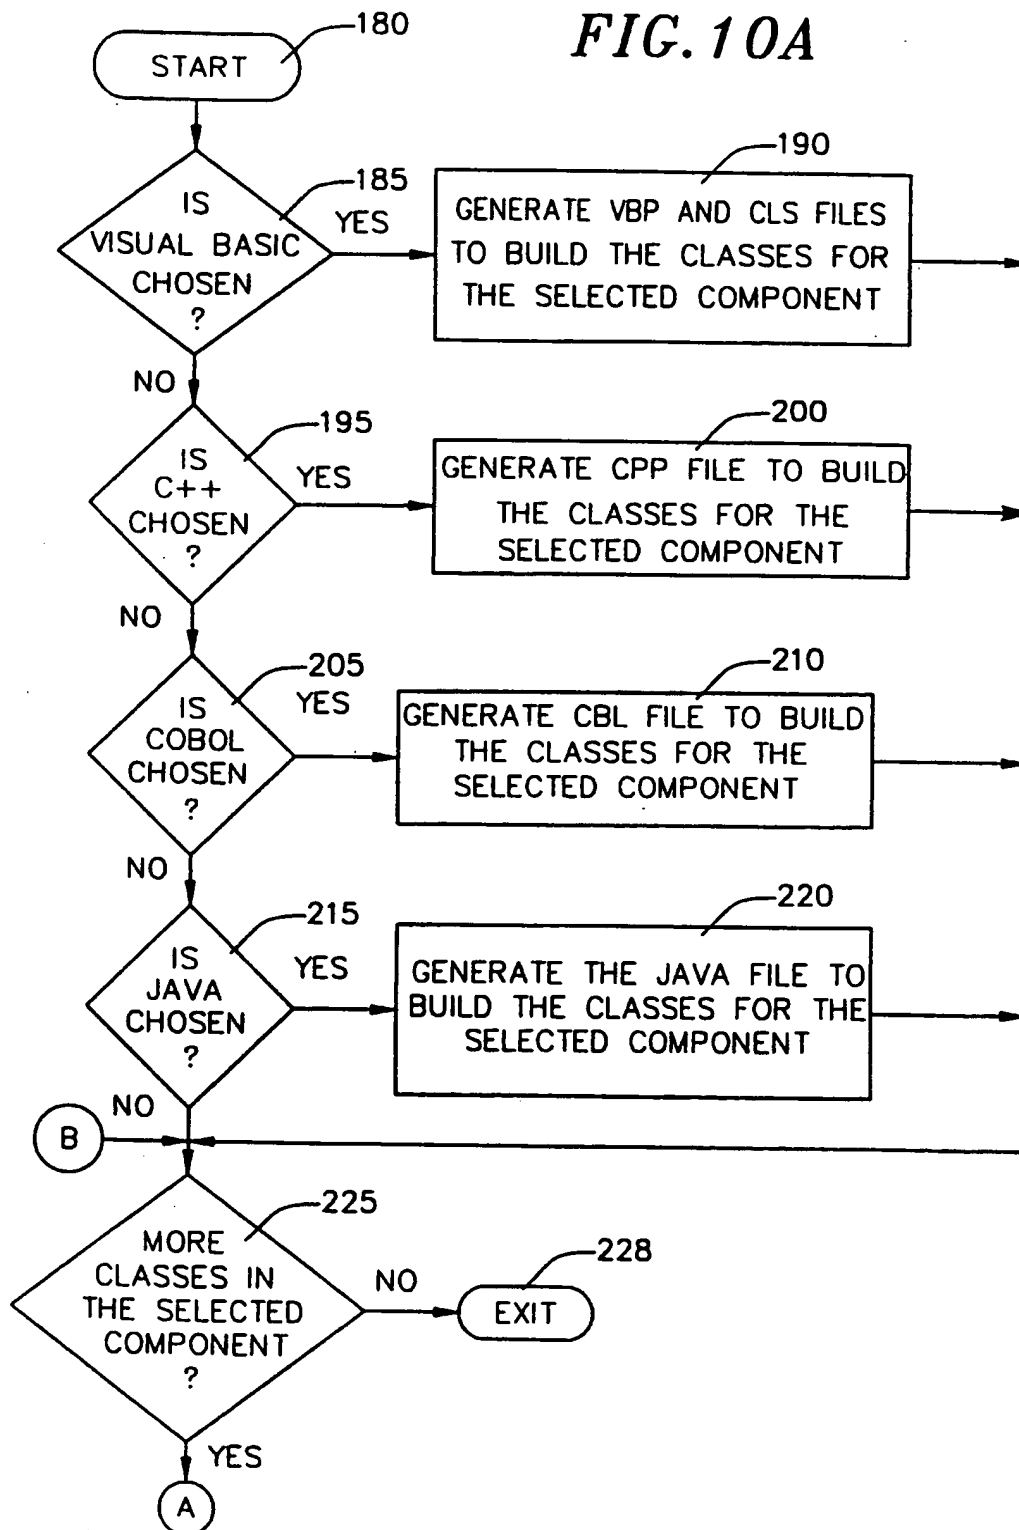 FIG. 10A
180
START
185
IS
VISUAL BASIC
CHOSEN
?
YES
190
GENERATE VBP AND CLS FILES
TO BUILD THE CLASSES FOR
THE SELECTED COMPONENT
NO
195
IS
C++
CHOSEN
?
YES
200
GENERATE CPP FILE TO BUILD
THE CLASSES FOR THE
SELECTED COMPONENT
NO
205
IS
COBOL
CHOSEN
?
YES
210
GENERATE CBL FILE TO BUILD
THE CLASSES FOR THE
SELECTED COMPONENT
NO
215
IS
JAVA
CHOSEN
?
YES
220
GENERATE THE JAVA FILE TO
BUILD THE CLASSES FOR THE
SELECTED COMPONENT
NO
B
225
MORE
CLASSES IN
THE SELECTED
COMPONENT
?
NO
228
EXIT
YES
A